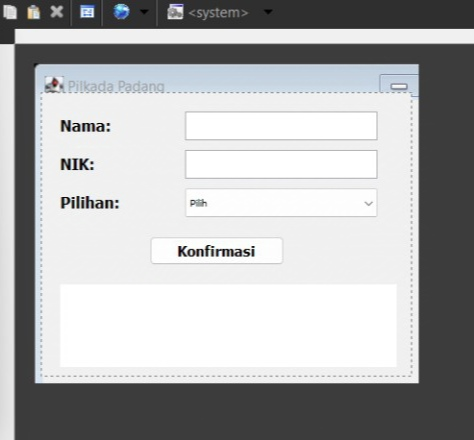 <system>
Pilkada Padang
Nama:
NIK:
Pilihan:
Pilih
Konfirmasi